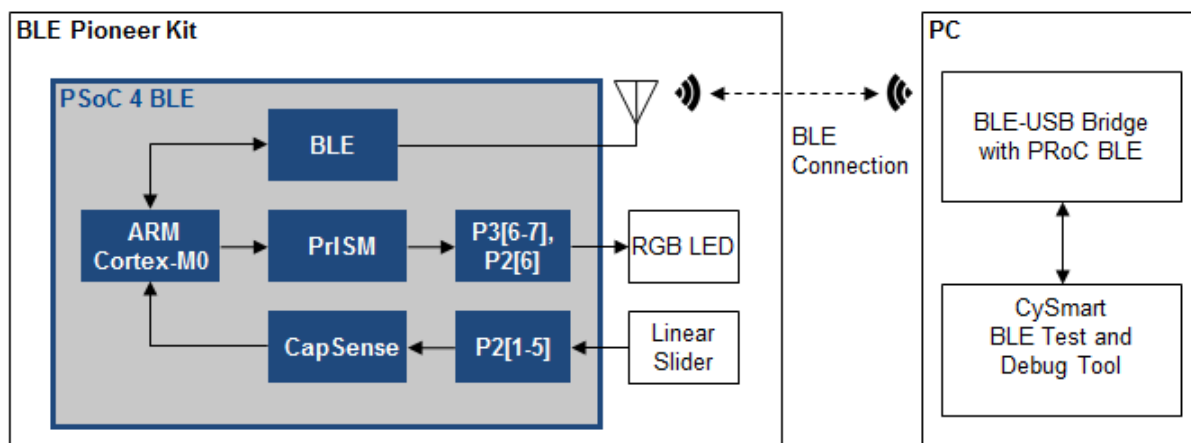 BLE Pioneer Kit
PSoC 4 BLE
BLE
ARM
Cortex-M0
PrISM
P3[6-7],
P2[6]
RGB LED
CapSense
P2[1-5]
Linear
Slider
BLE
Connection
PC
BLE-USB Bridge
with PRoC BLE
CySmart
BLE Test and
Debug Tool